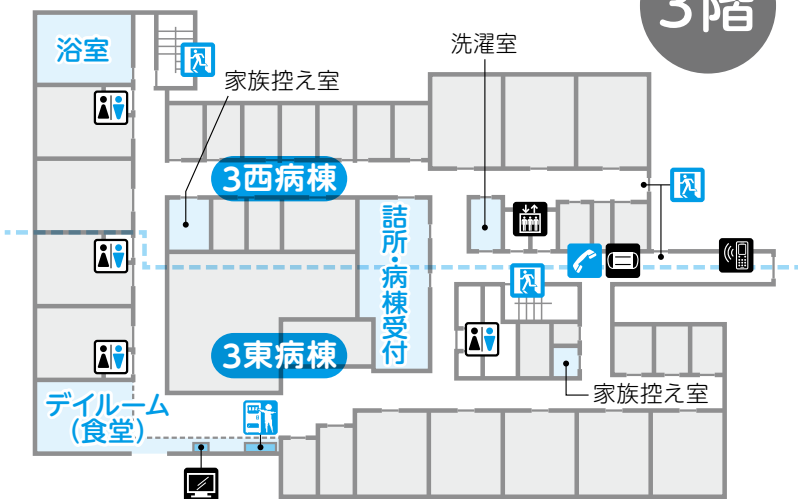 3階
浴室
洗濯室
家族控え室
3西病棟
詰所・病棟受付
3東病棟
家族控え室
デイルーム
(食堂)